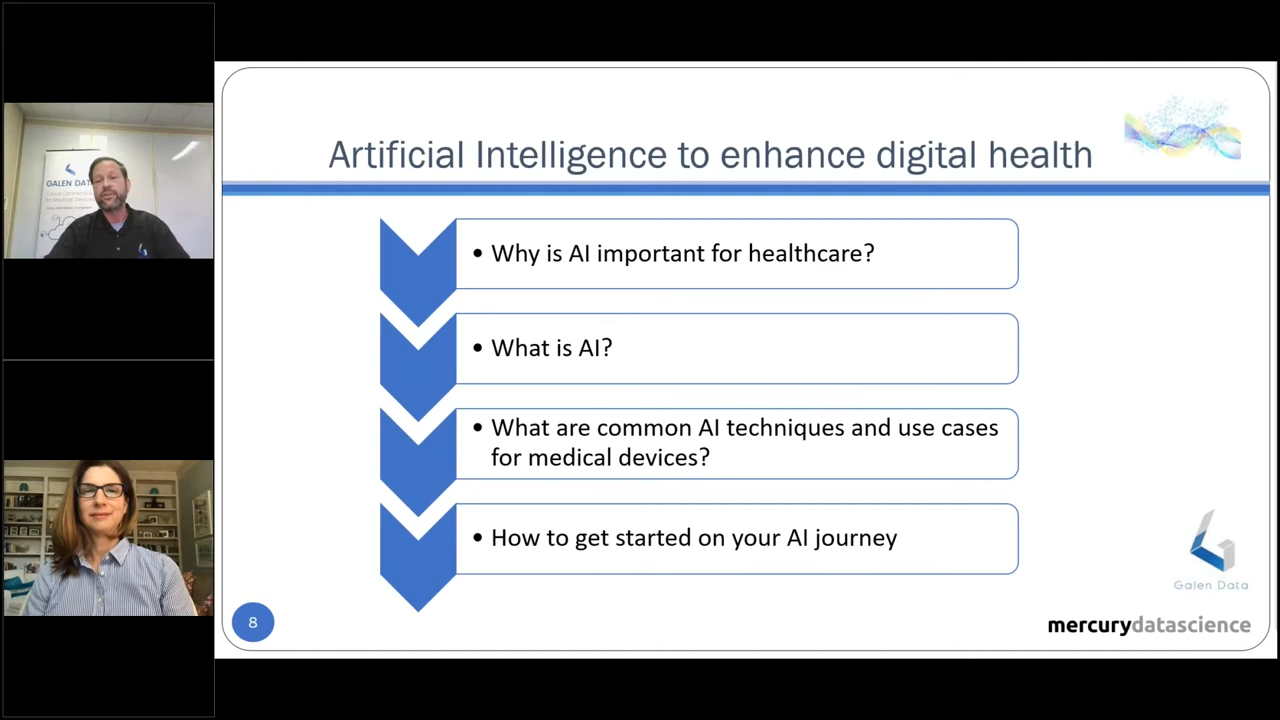 GALEN DATA
Artificial Intelligence to enhance digital health
• Why is AI important for healthcare?
• What is AI?
• What are common AI techniques and use cases
for medical devices?
• How to get started on your AI journey
Galen Data
8
mercurydatascience